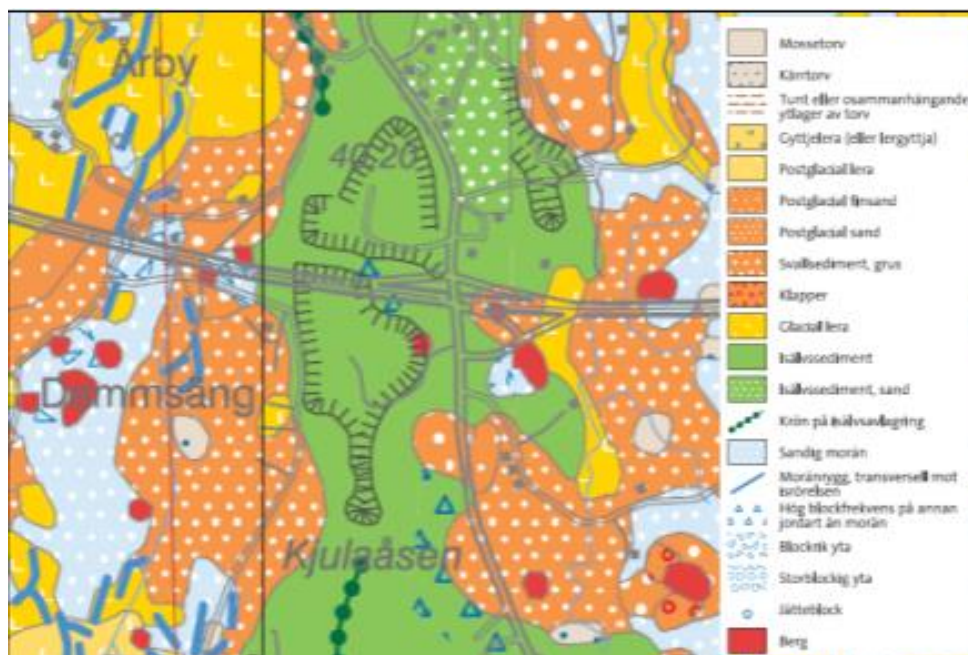 Årby
40-20
Dammsäng
Kjulaåsen
Mossetorv
Kärrtorv
Tunt eller osammanhängande
ytlager av torv
Gyttjelera (eller lergyttja)
Postglacial lera
Postglacial finsand
Postglacial sand
Svallsediment, grus
Klapper
Glacial lera
Isälvssediment
Isälvssediment, sand
Krön på isälvsavlagring
Sandig morän
Moränrygg, transversell mot
isrörelsen
Hög blockfrekvens på annan
jordart än morän
Blockrik yta
Storblockig yta
Jätteblock
Berg